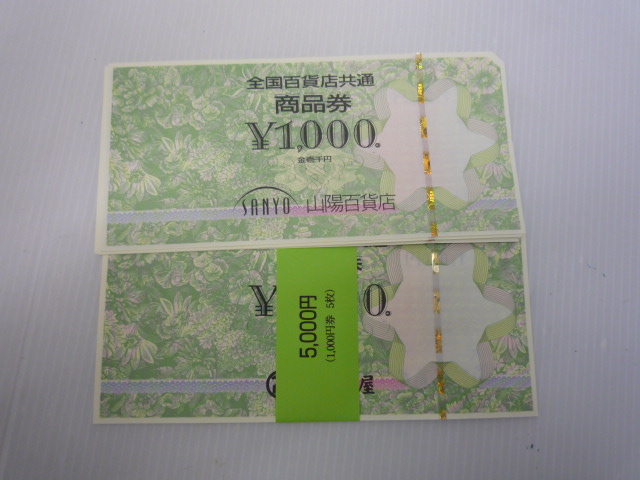 全国百貨店共通
商品券
¥1,000
金壱千円
SANYO 山陽百貨店
¥ 0
5,000円
(1,000円券 5枚)
屋